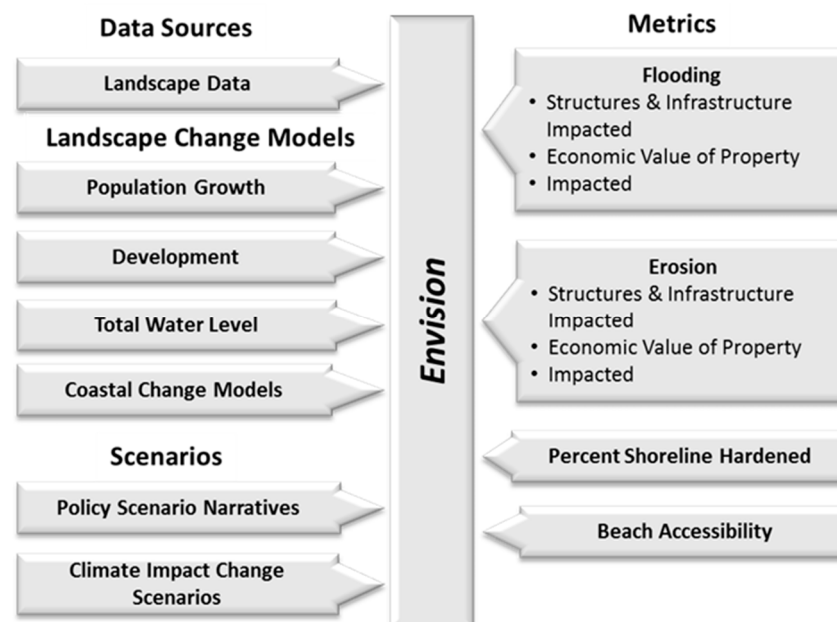 Data Sources
Landscape Data
Landscape Change Models
Population Growth
Development
Total Water Level
Coastal Change Models
Scenarios
Policy Scenario Narratives
Climate Impact Change
Scenarios
Envision
Metrics
Flooding
• Structures & Infrastructure
Impacted
• Economic Value of Property
• Impacted
Erosion
• Structures & Infrastructure
Impacted
• Economic Value of Property
• Impacted
Percent Shoreline Hardened
Beach Accessibility